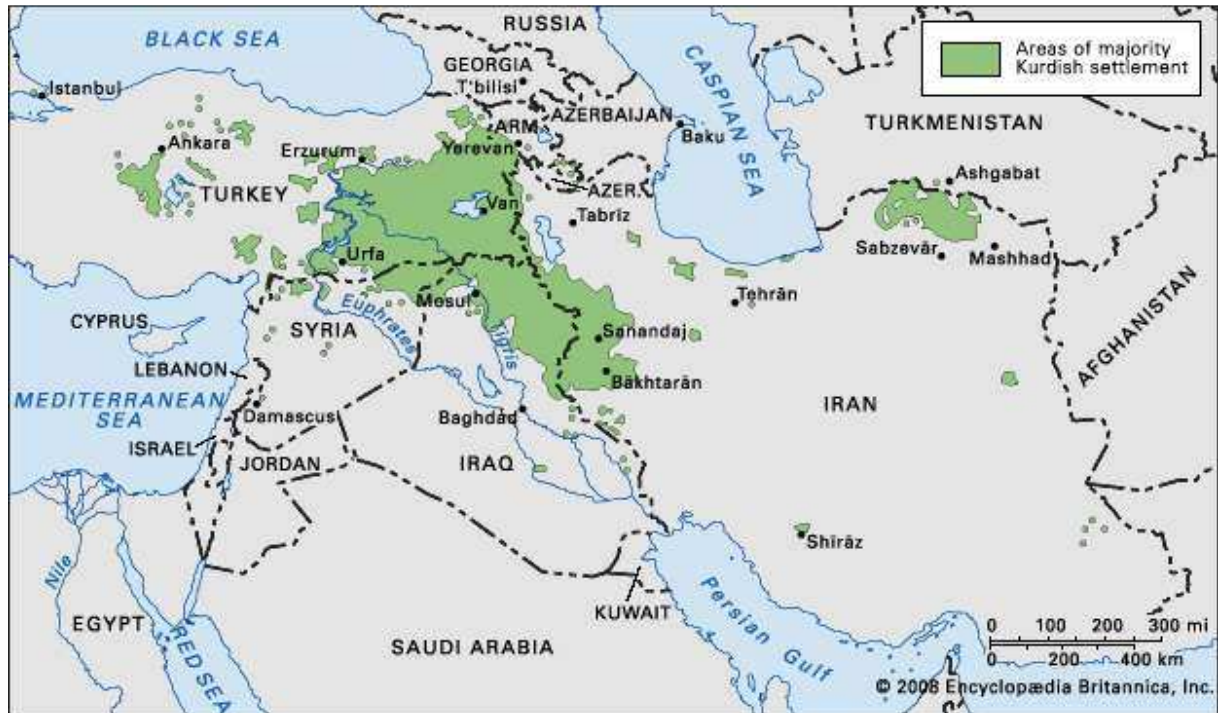 RUSSIA
BLACK SEA
GEORGIA
T'bilisi
CASPIAN SEA
Areas of majority
Kurdish settlement
Istanbul
AZERBAIJAN
ARM.
Baku
TURKMENISTAN
Ankara
Erzurum
Yerevan
AZER.
Ashgabat
TURKEY
Van
Tabrīz
Urfa
Sabzevār
Mashhad
Mosul
Tehrān
Euphrates
CYPRUS
SYRIA
Tigris
Sanandaj
AFGHANISTAN
LEBANON
Bākhtarān
MEDITERRANEAN
SEA
Damascus
Baghdād
IRAN
ISRAEL
JORDAN
IRAQ
Shīrāz
Nile
KUWAIT
EGYPT
RED SEA
SAUDI ARABIA
Persian Gulf
0 100 200 300 mi
0 200 400 km
© 2008 Encyclopædia Britannica, Inc.